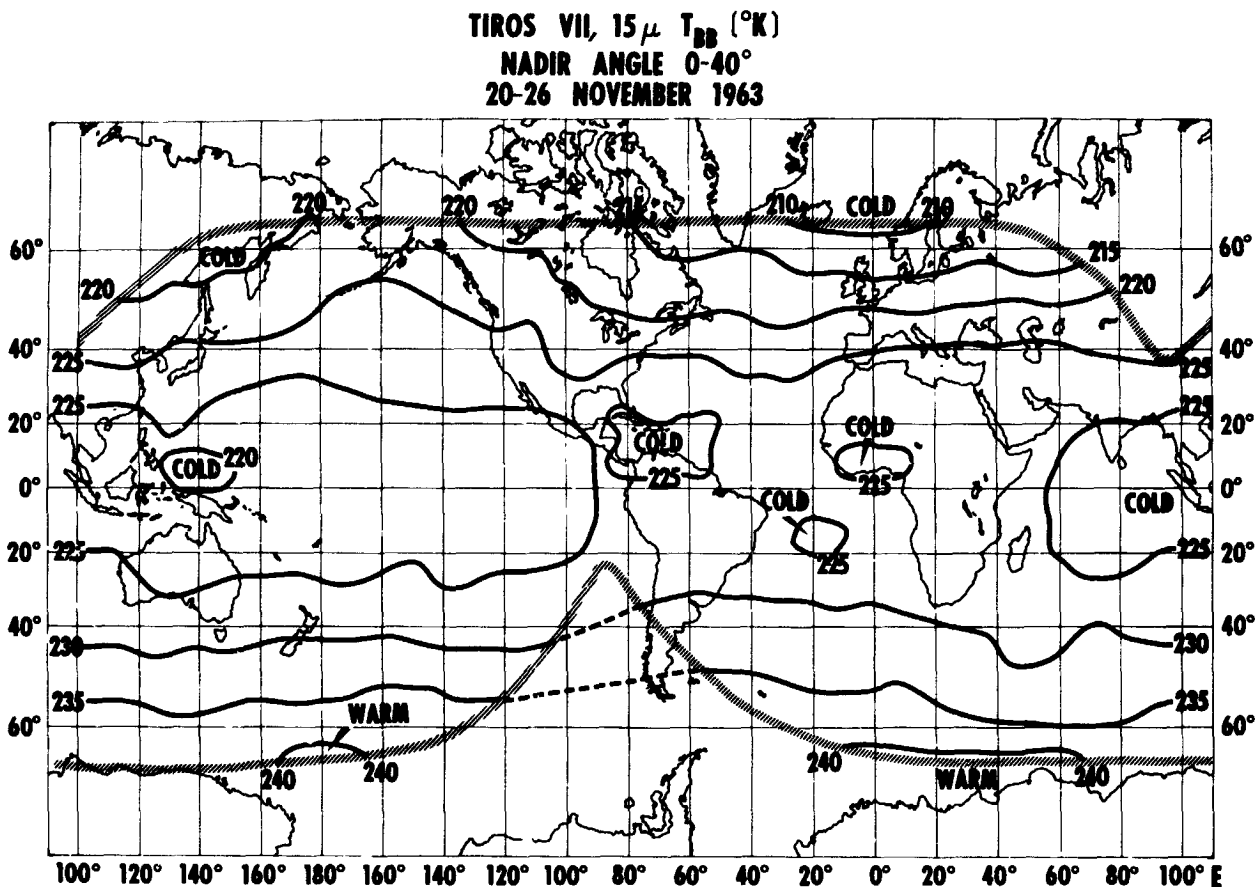 TIROS VII, 15μ T_BB (°K)
NADIR ANGLE 0-40°
20-26 NOVEMBER 1963
220 220 210 COLD 210
60° COLD 215 60°
220 220
40° 40°
225 225
225 225
20° COLD COLD 20°
COLD 220
225 225
0° COLD COLD 0°
20° 225 225 225 20°
40° 40°
230 230
235 235
60° WARM 60°
240 240 240 WARM 240
100° 120° 140° 160° 180° 160° 140° 120° 100° 80° 60° 40° 20° 0° 20° 40° 60° 80° 100° E